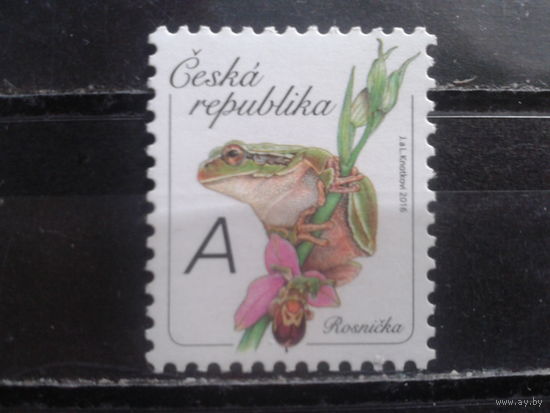 Česká
republika
J. a L. Knotkovi 2016
A
Rosnička
www.ay.by